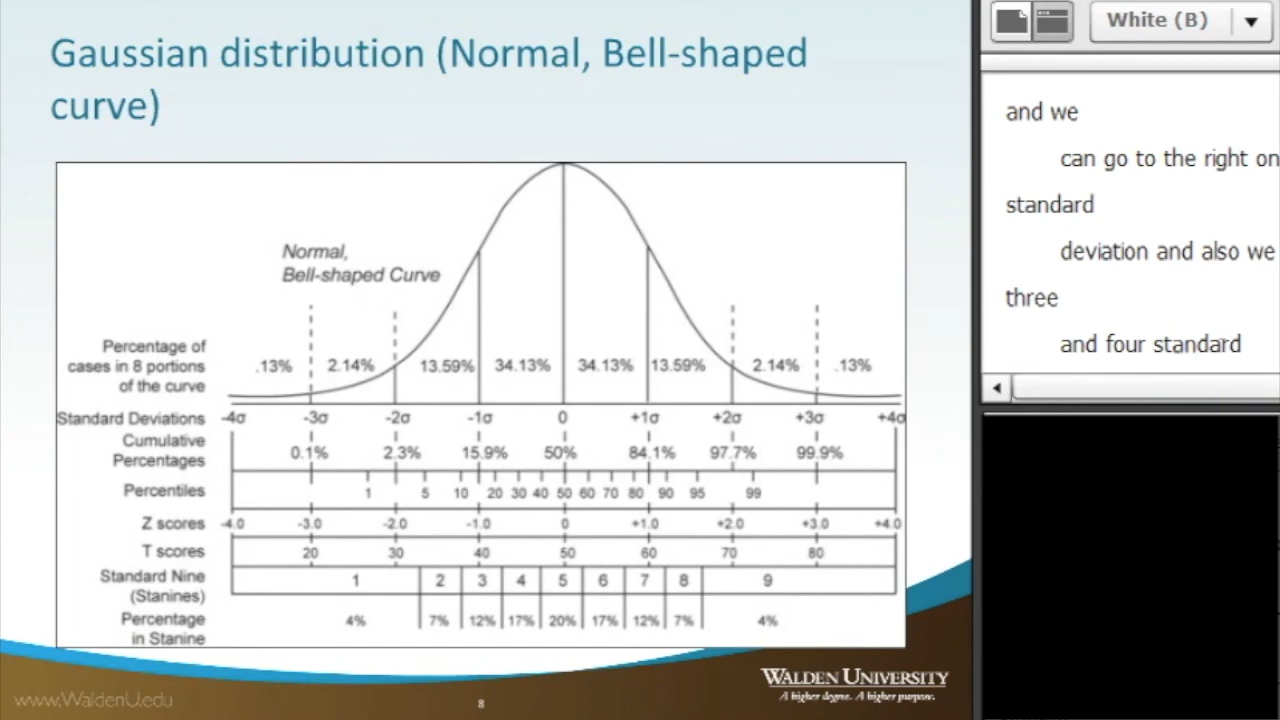 Gaussian distribution (Normal, Bell-shaped
curve)
Normal,
Bell-shaped Curve
Percentage of
cases in 8 portions
of the curve
.13% 2.14% 13.59% 34.13% 34.13% 13.59% 2.14% .13%
Standard Deviations -4σ -3σ -2σ -1σ 0 +1σ +2σ +3σ +4σ
Cumulative
Percentages
0.1% 2.3% 15.9% 50% 84.1% 97.7% 99.9%
Percentiles 1 5 10 20 30 40 50 60 70 80 90 95 99
Z scores -4.0 -3.0 -2.0 -1.0 0 +1.0 +2.0 +3.0 +4.0
T scores 20 30 40 50 60 70 80
Standard Nine
(Stanines)
1 2 3 4 5 6 7 8 9
Percentage
in Stanine
4% 7% 12% 17% 20% 17% 12% 7% 4%
www.WaldenU.edu
8
WALDEN UNIVERSITY
A higher degree. A higher purpose.
White (B)
and we
can go to the right on
standard
deviation and also we
three
and four standard